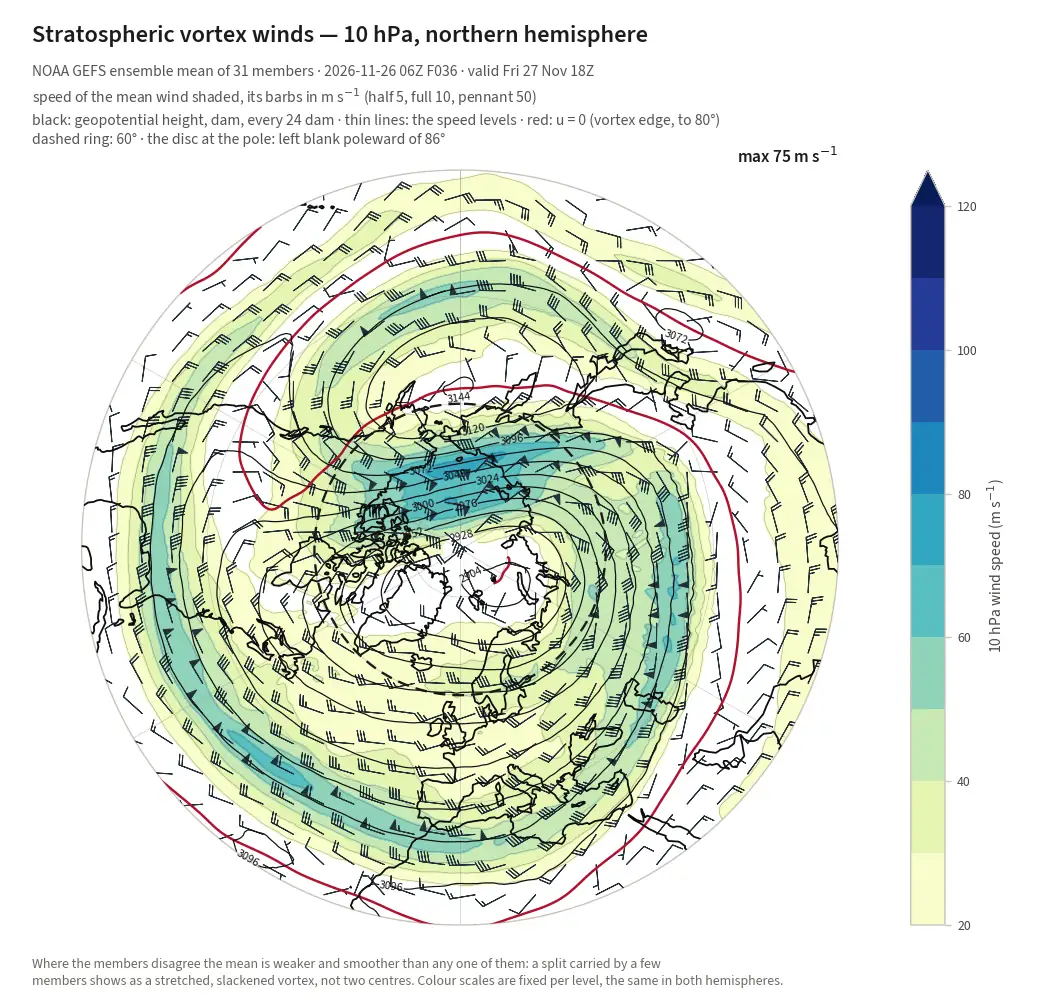 Stratospheric vortex winds — 10 hPa, northern hemisphere
NOAA GEFS ensemble mean of 31 members · 2026-11-26 06Z F036 · valid Fri 27 Nov 18Z
speed of the mean wind shaded, its barbs in m s⁻¹ (half 5, full 10, pennant 50)
black: geopotential height, dam, every 24 dam · thin lines: the speed levels · red: u = 0 (vortex edge, to 80°)
dashed ring: 60° · the disc at the pole: left blank poleward of 86°
max 75 m s⁻¹
120
100
80
60
40
20
10 hPa wind speed (m s⁻¹)
3072
3144
3120
3096
3024
3000
2928
2904
3096
3096
Where the members disagree the mean is weaker and smoother than any one of them: a split carried by a few
members shows as a stretched, slackened vortex, not two centres. Colour scales are fixed per level, the same in both hemispheres.